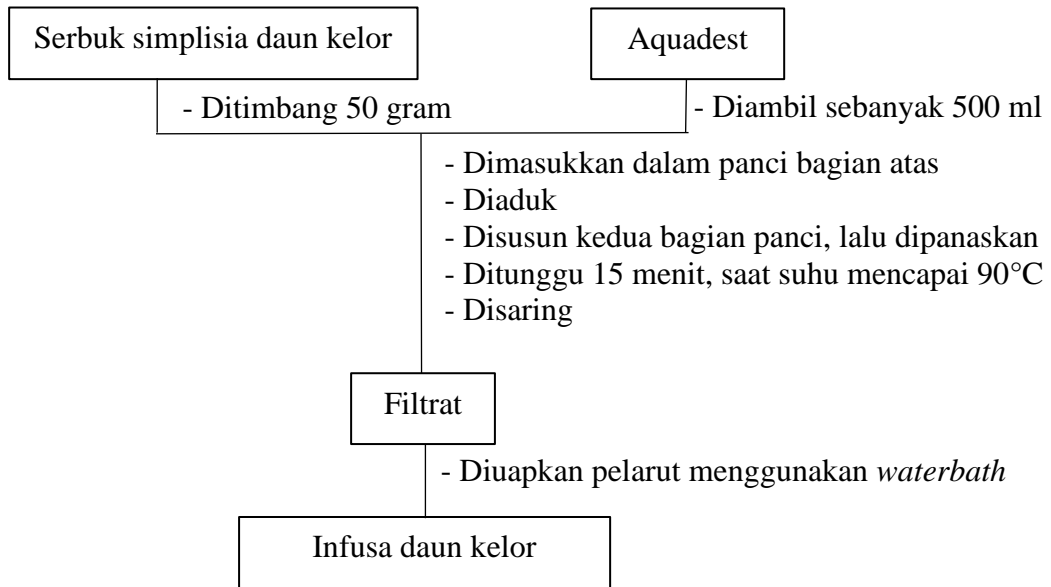 Serbuk simplisia daun kelor
Aquadest
- Ditimbang 50 gram
- Diambil sebanyak 500 ml
- Dimasukkan dalam panci bagian atas
- Diaduk
- Disusun kedua bagian panci, lalu dipanaskan
- Ditunggu 15 menit, saat suhu mencapai 90°C
- Disaring
Filtrat
- Diuapkan pelarut menggunakan waterbath
Infusa daun kelor